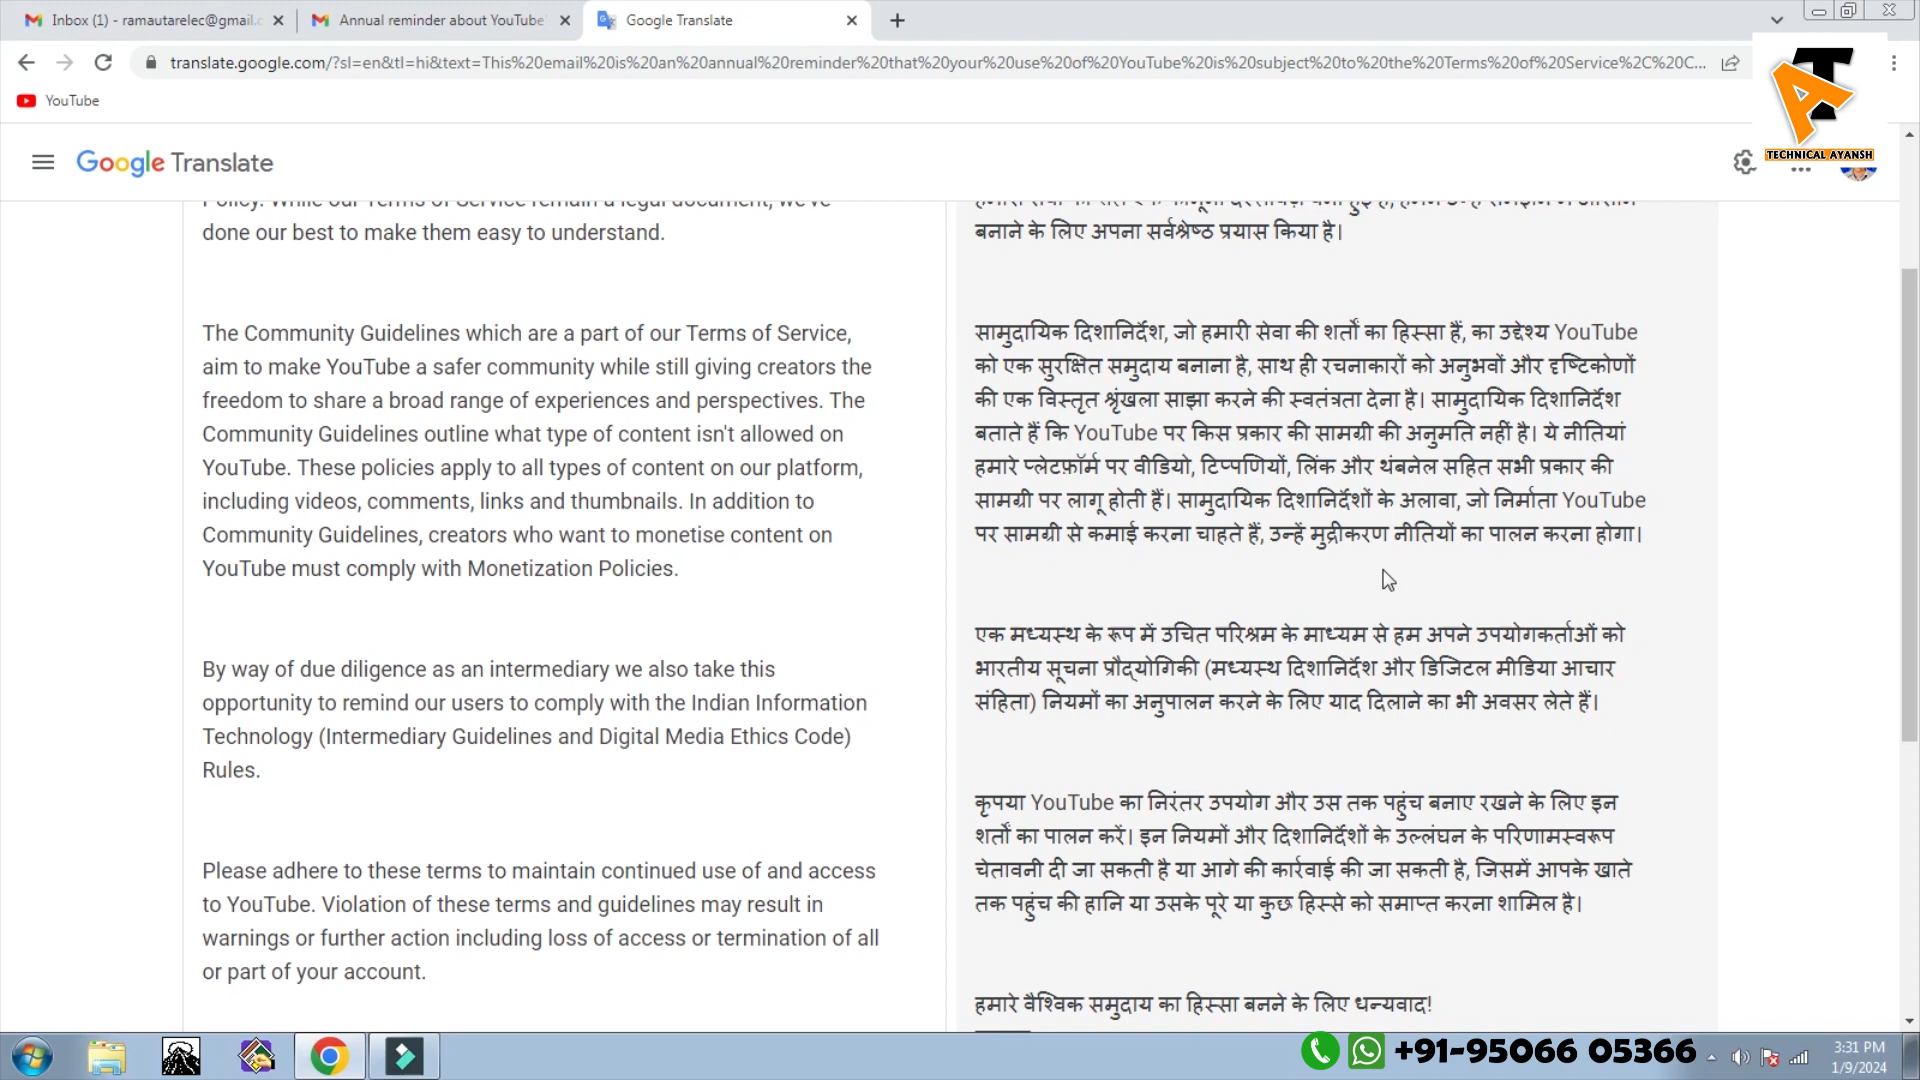 Inbox (1) - ramautarelec@gmail.c
Annual reminder about YouTube'
Google Translate
translate.google.com/?sl=en&tl=hi&text=This%20email%20is%20an%20annual%20reminder%20that%20your%20use%20of%20YouTube%20is%20subject%20to%20the%20Terms%20of%20Service%2C%20C...
YouTube
TECHNICAL AYANSH
Google Translate
Policy. While our Terms of Service remain a legal document, we've
done our best to make them easy to understand.
The Community Guidelines which are a part of our Terms of Service,
aim to make YouTube a safer community while still giving creators the
freedom to share a broad range of experiences and perspectives. The
Community Guidelines outline what type of content isn't allowed on
YouTube. These policies apply to all types of content on our platform,
including videos, comments, links and thumbnails. In addition to
Community Guidelines, creators who want to monetise content on
YouTube must comply with Monetization Policies.
By way of due diligence as an intermediary we also take this
opportunity to remind our users to comply with the Indian Information
Technology (Intermediary Guidelines and Digital Media Ethics Code)
Rules.
Please adhere to these terms to maintain continued use of and access
to YouTube. Violation of these terms and guidelines may result in
warnings or further action including loss of access or termination of all
or part of your account.
बनाने के लिए अपना सर्वश्रेष्ठ प्रयास किया है।
सामुदायिक दिशानिर्देश, जो हमारी सेवा की शर्तों का हिस्सा हैं, का उद्देश्य YouTube
को एक सुरक्षित समुदाय बनाना है, साथ ही रचनाकारों को अनुभवों और दृष्टिकोणों
की एक विस्तृत श्रृंखला साझा करने की स्वतंत्रता देना है। सामुदायिक दिशानिर्देश
बताते हैं कि YouTube पर किस प्रकार की सामग्री की अनुमति नहीं है। ये नीतियां
हमारे प्लेटफ़ॉर्म पर वीडियो, टिप्पणियों, लिंक और थंबनेल सहित सभी प्रकार की
सामग्री पर लागू होती हैं। सामुदायिक दिशानिर्देशों के अलावा, जो निर्माता YouTube
पर सामग्री से कमाई करना चाहते हैं, उन्हें मुद्रीकरण नीतियों का पालन करना होगा।
एक मध्यस्थ के रूप में उचित परिश्रम के माध्यम से हम अपने उपयोगकर्ताओं को
भारतीय सूचना प्रौद्योगिकी (मध्यस्थ दिशानिर्देश और डिजिटल मीडिया आचार
संहिता) नियमों का अनुपालन करने के लिए याद दिलाने का भी अवसर लेते हैं।
कृपया YouTube का निरंतर उपयोग और उस तक पहुंच बनाए रखने के लिए इन
शर्तों का पालन करें। इन नियमों और दिशानिर्देशों के उल्लंघन के परिणामस्वरूप
चेतावनी दी जा सकती है या आगे की कार्रवाई की जा सकती है, जिसमें आपके खाते
तक पहुंच की हानि या उसके पूरे या कुछ हिस्से को समाप्त करना शामिल है।
हमारे वैश्विक समुदाय का हिस्सा बनने के लिए धन्यवाद!
+91-95066 05366
3:31 PM
1/9/2024